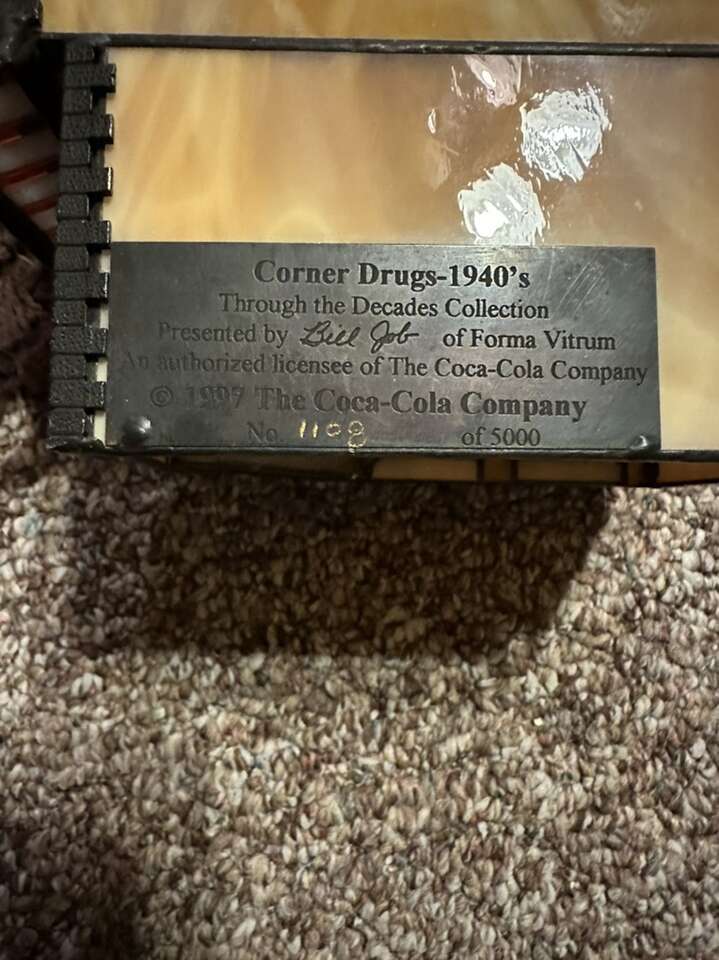 Corner Drugs-1940's
Through the Decades Collection
Presented by Bill Job of Forma Vitrum
An authorized licensee of The Coca-Cola Company
© 1997 The Coca-Cola Company
No. 1108 of 5000